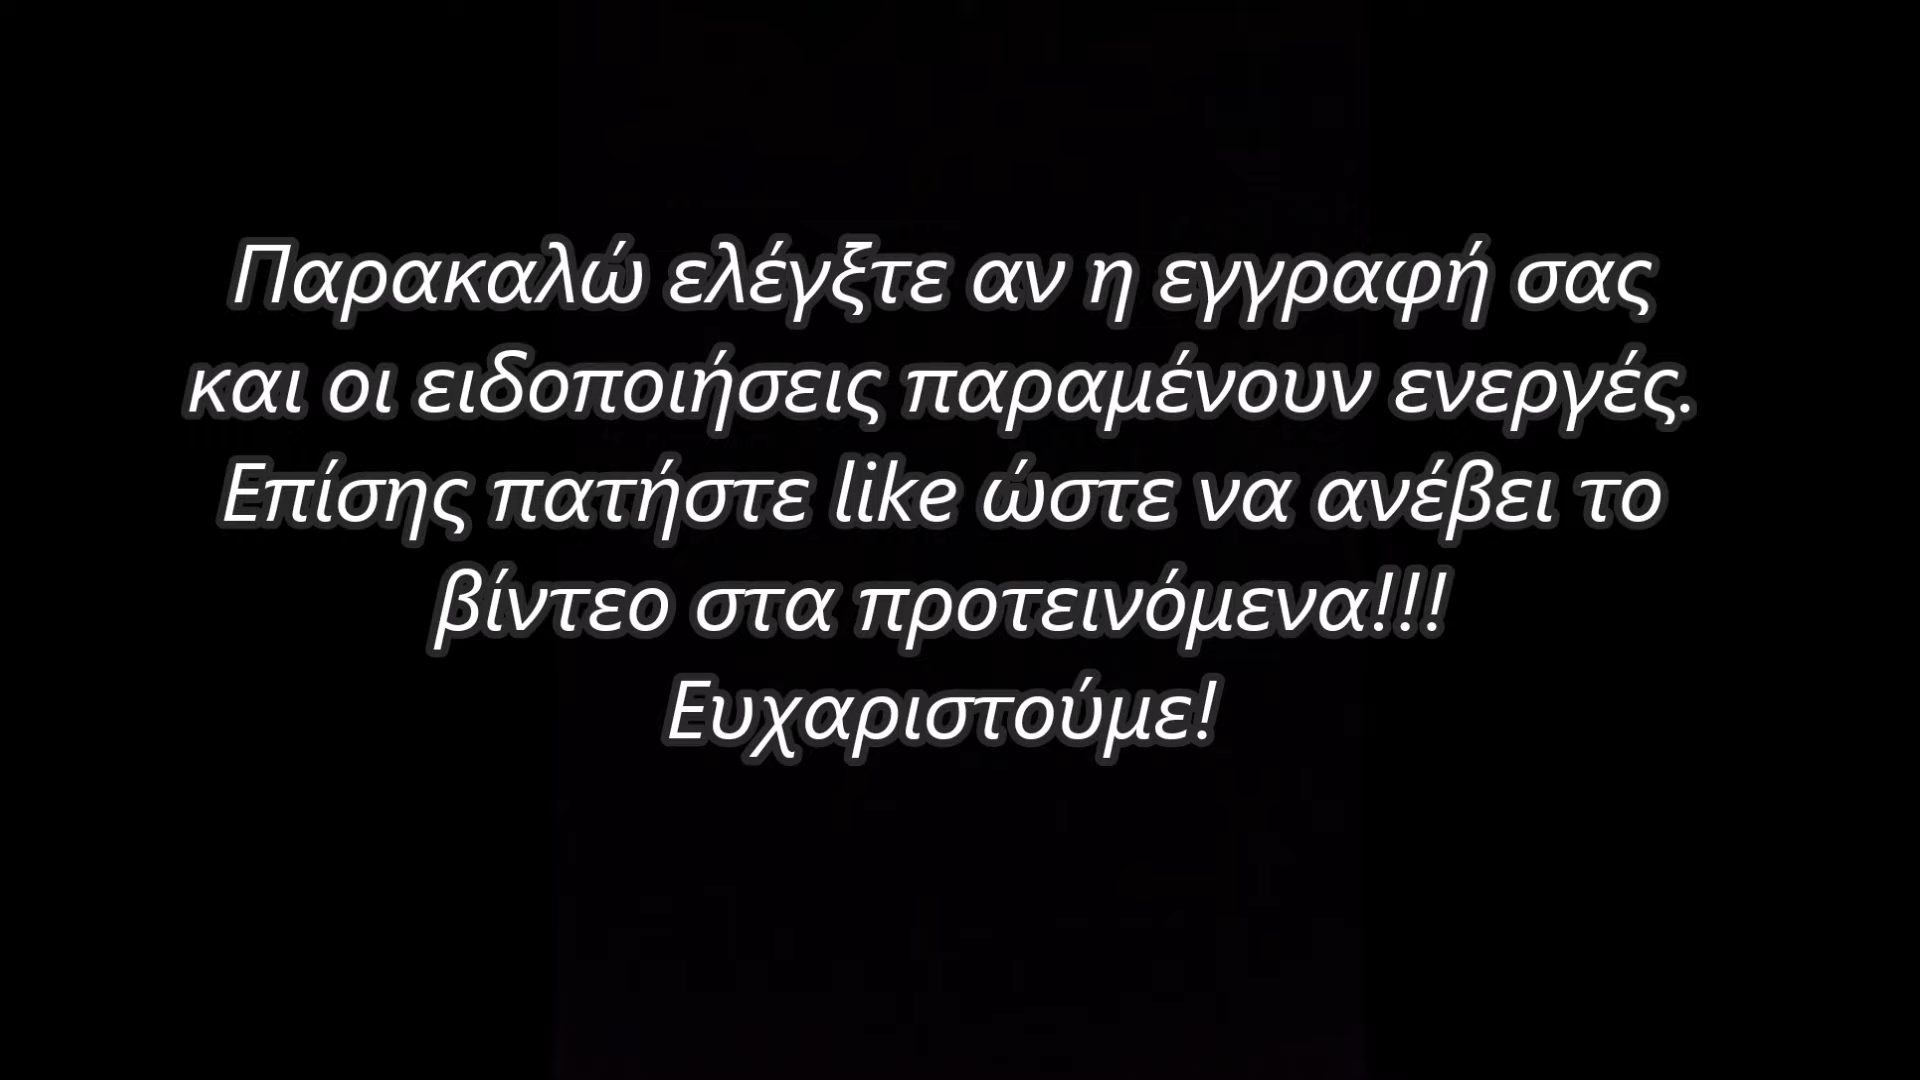 Παρακαλώ ελέγξτε αν η εγγραφή σας
και οι ειδοποιήσεις παραμένουν ενεργές.
Επίσης πατήστε like ώστε να ανέβει το
βίντεο στα προτεινόμενα!!!
Ευχαριστούμε!